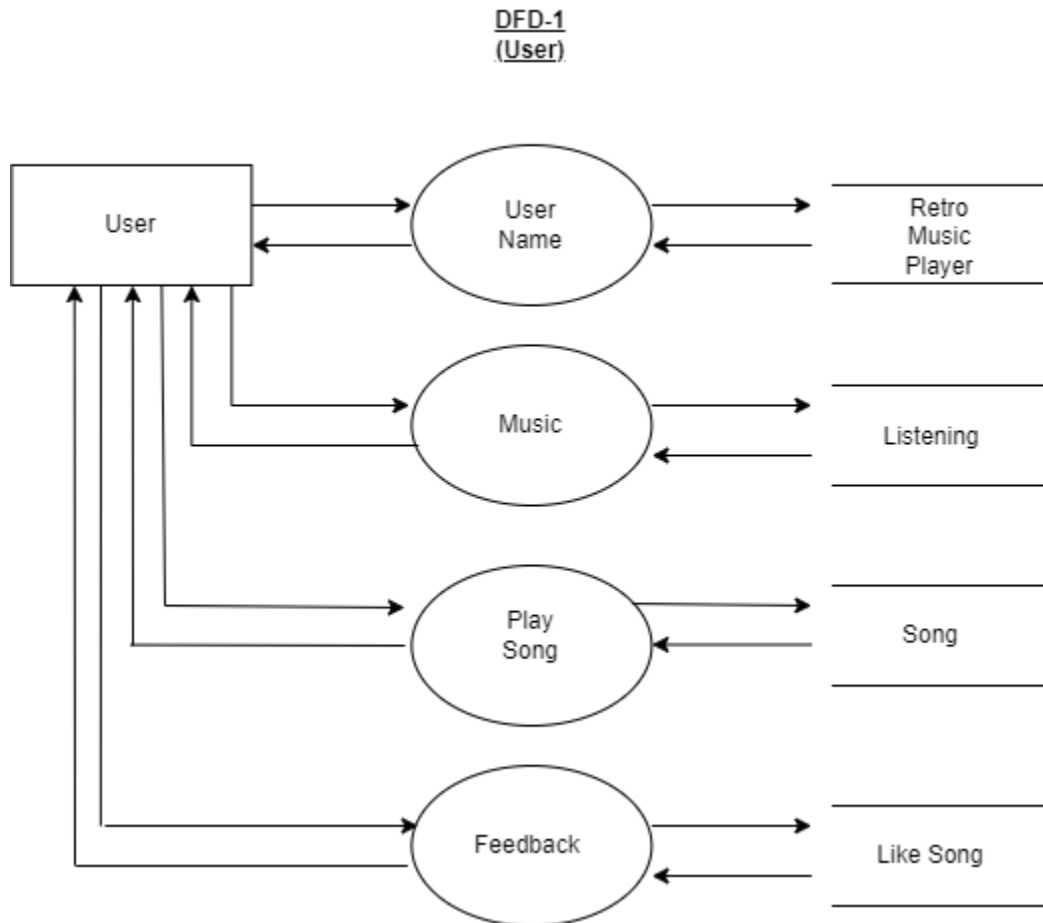 DFD-1
(User)
User
User
Name
Retro
Music
Player
Music
Listening
Play
Song
Song
Feedback
Like Song